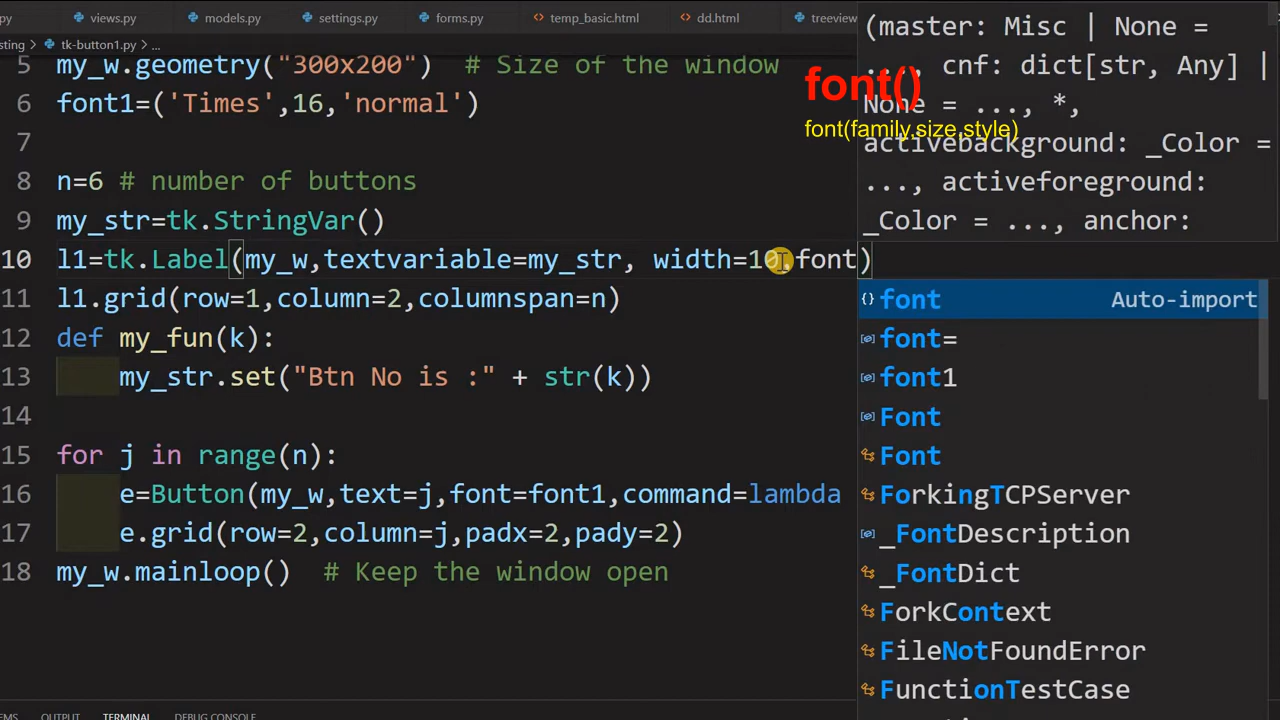 py views.py models.py settings.py forms.py temp_basic.html dd.html treeview
sting > tk-button1.py > ...
5 my_w.geometry("300x200") # Size of the window
6 font1=('Times',16,'normal')
7
8 n=6 # number of buttons
9 my_str=tk.StringVar()
10 l1=tk.Label(my_w,textvariable=my_str, width=10,font)
11 l1.grid(row=1,column=2,columnspan=n)
12 def my_fun(k):
13 my_str.set("Btn No is :" + str(k))
14
15 for j in range(n):
16 e=Button(my_w,text=j,font=font1,command=lambda
17 e.grid(row=2,column=j,padx=2,pady=2)
18 my_w.mainloop() # Keep the window open
(master: Misc | None =
..., cnf: dict[str, Any] |
None = ..., *,
activebackground: _Color =
..., activeforeground:
_Color = ..., anchor:
font()
font(family,size,style)
font Auto-import
font=
font1
Font
Font
ForkingTCPServer
_FontDescription
_FontDict
ForkContext
FileNotFoundError
FunctionTestCase
EMS OUTPUT TERMINAL DEBUG CONSOLE